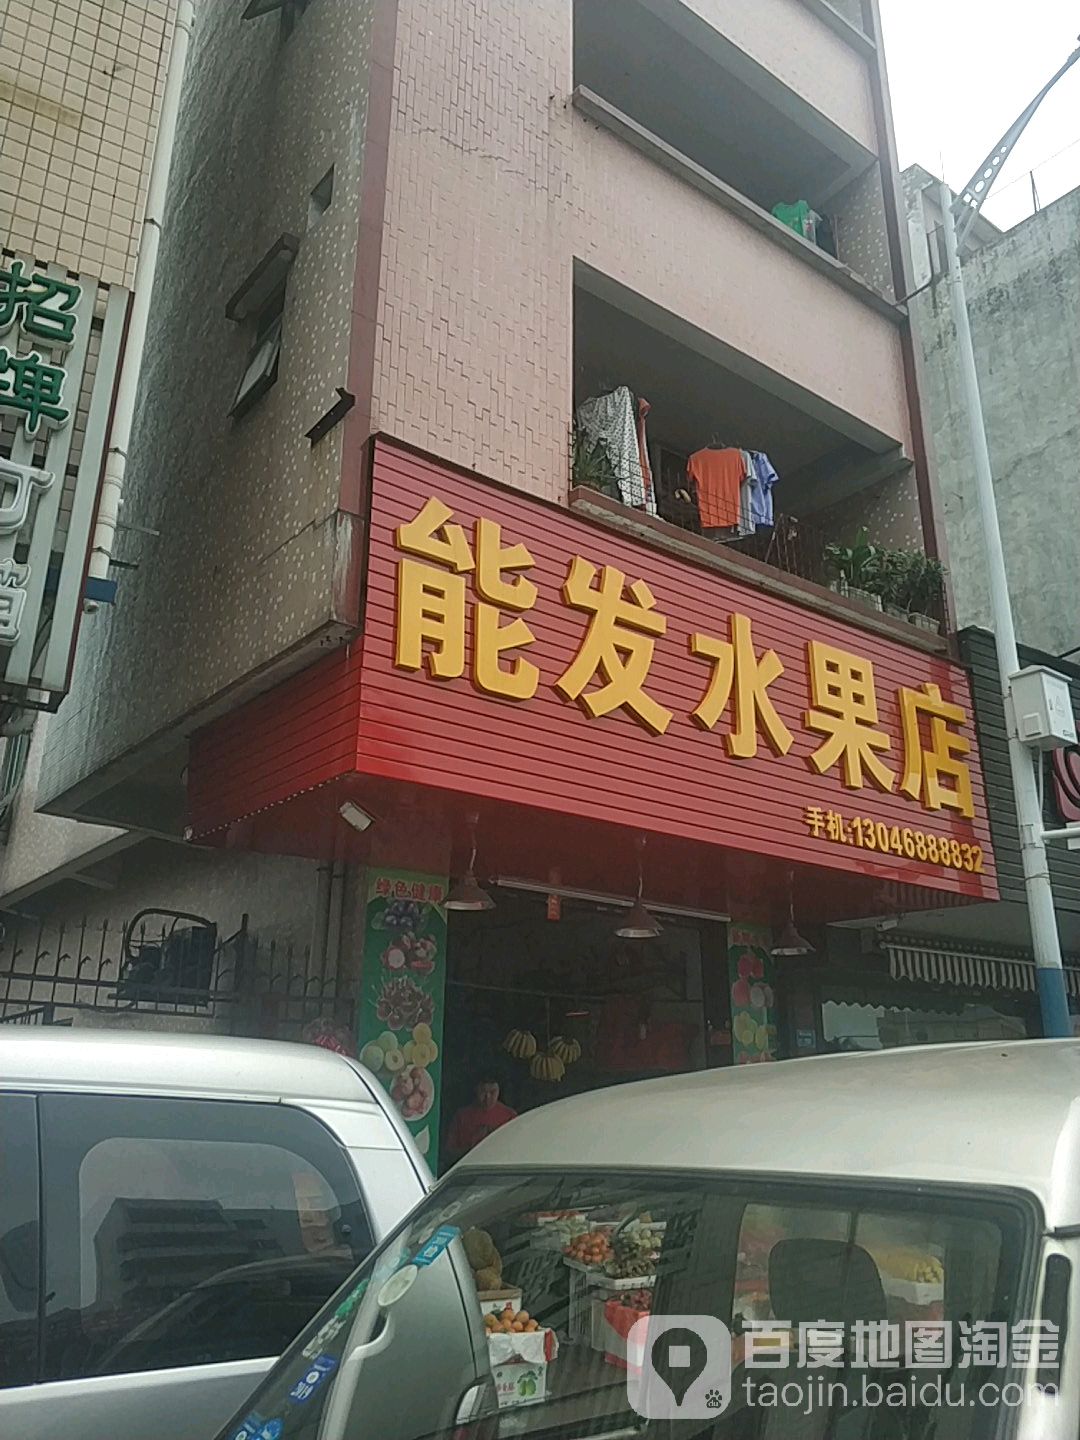 招牌
能发水果店
手机:13046888832
绿色健康
百度地图淘金
taojin.baidu.com